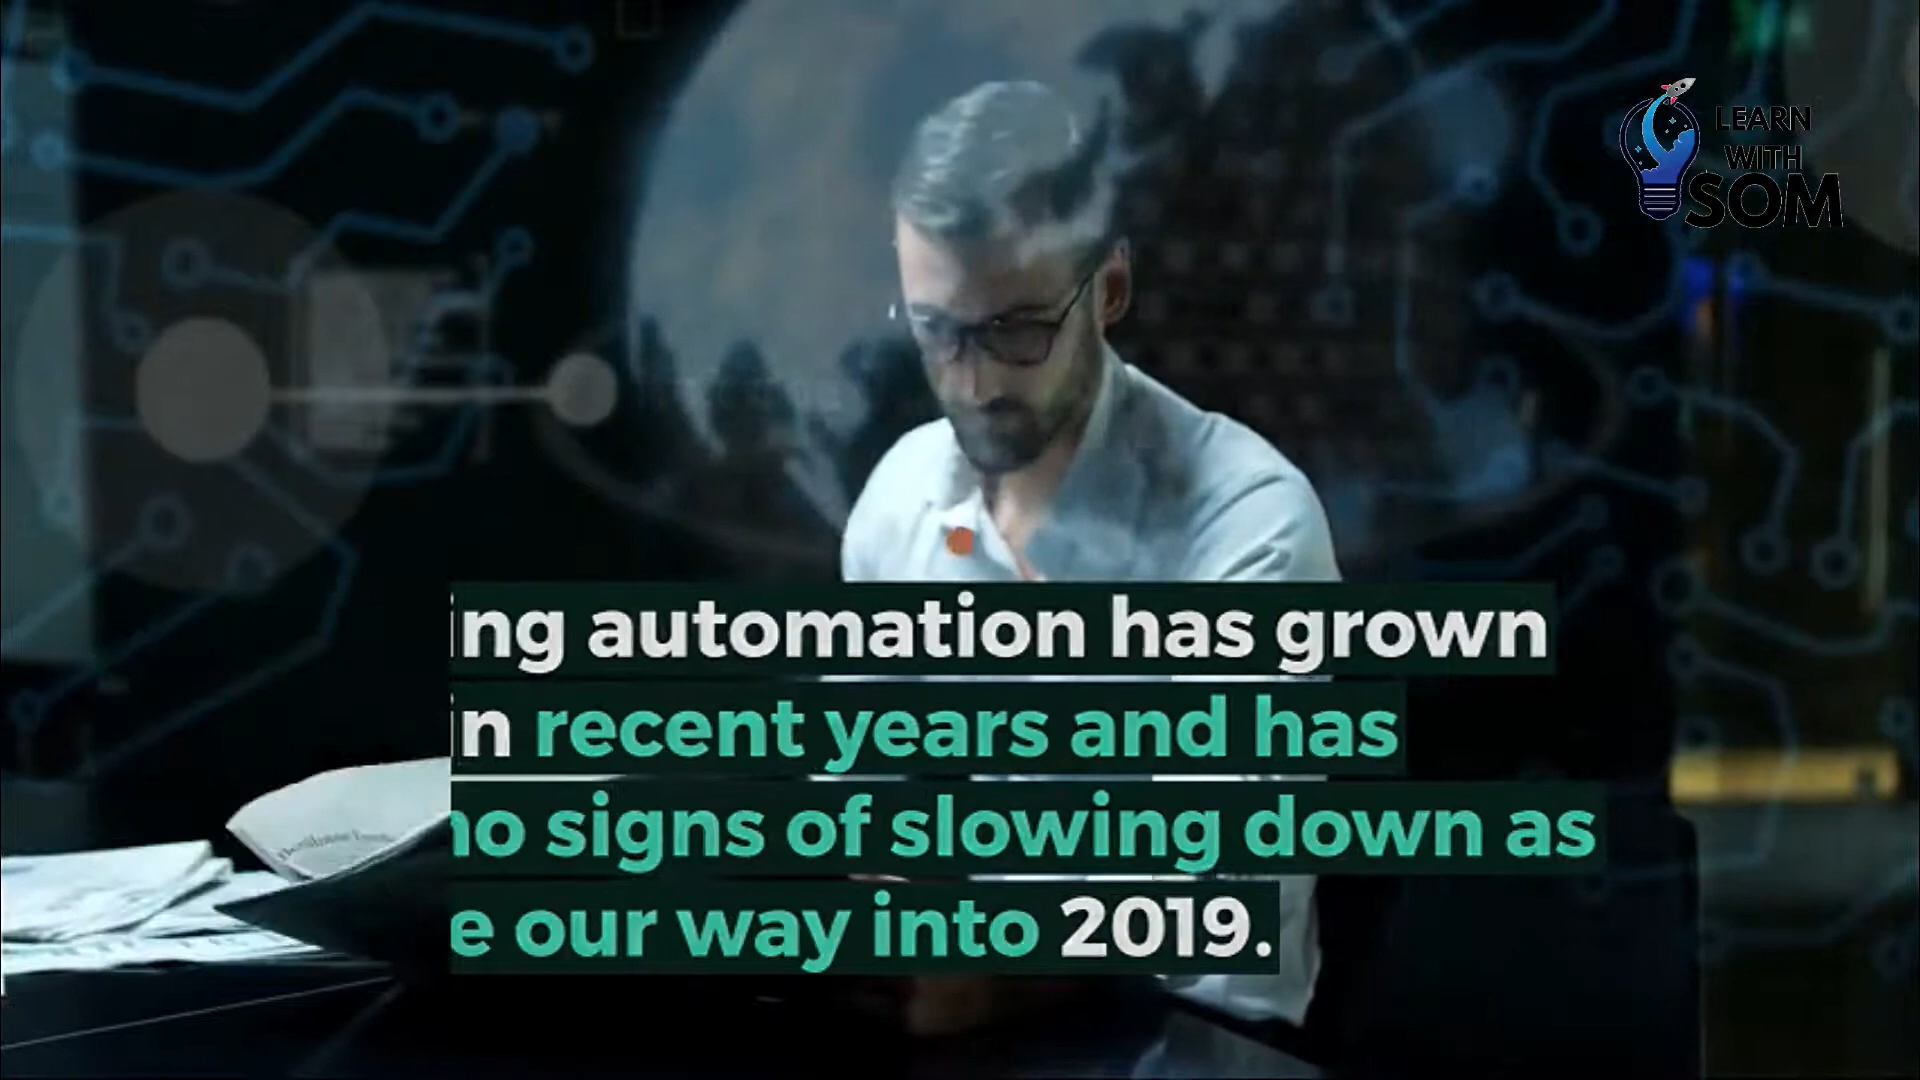 LEARN
WITH
SOM
ing automation has grown
in recent years and has
no signs of slowing down as
e our way into 2019.